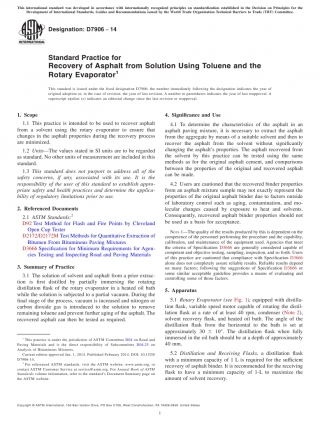 This international standard was developed in accordance with internationally recognized principles on standardization established in the Decision on Principles for the
Development of International Standards, Guides and Recommendations issued by the World Trade Organization Technical Barriers to Trade (TBT) Committee.
INTERNATIONAL
Designation: D7906 − 14
Standard Practice for
Recovery of Asphalt from Solution Using Toluene and the
Rotary Evaporator¹
This standard is issued under the fixed designation D7906; the number immediately following the designation indicates the year of
original adoption or, in the case of revision, the year of last revision. A number in parentheses indicates the year of last reapproval. A
superscript epsilon (ε) indicates an editorial change since the last revision or reapproval.
1. Scope
1.1 This practice is intended to be used to recover asphalt
from a solvent using the rotary evaporator to ensure that
changes in the asphalt properties during the recovery process
are minimized.
1.2 Units—The values stated in SI units are to be regarded
as standard. No other units of measurement are included in this
standard.
1.3 This standard does not purport to address all of the
safety concerns, if any, associated with its use. It is the
responsibility of the user of this standard to establish appro-
priate safety and health practices and determine the applica-
bility of regulatory limitations prior to use.
2. Referenced Documents
2.1 ASTM Standards:²
D92 Test Method for Flash and Fire Points by Cleveland
Open Cup Tester
D2172/D2172M Test Methods for Quantitative Extraction of
Bitumen From Bituminous Paving Mixtures
D3666 Specification for Minimum Requirements for Agen-
cies Testing and Inspecting Road and Paving Materials
3. Summary of Practice
3.1 The solution of solvent and asphalt from a prior extrac-
tion is first distilled by partially immersing the rotating
distillation flask of the rotary evaporator in a heated oil bath
while the solution is subjected to a partial vacuum. During the
final stage of the process, vacuum is increased and nitrogen or
carbon dioxide gas is introduced to the solution to remove
remaining toluene and prevent further aging of the asphalt. The
recovered asphalt can then be tested as required.
¹ This practice is under the jurisdiction of ASTM Committee D04 on Road and
Paving Materials and is the direct responsibility of Subcommittee D04.25 on
Analysis of Bituminous Mixtures.
Current edition approved Jan. 1, 2014. Published February 2014. DOI: 10.1520/
D7906-14.
² For referenced ASTM standards, visit the ASTM website, www.astm.org, or
contact ASTM Customer Service at service@astm.org. For Annual Book of ASTM
Standards volume information, refer to the standard's Document Summary page on
the ASTM website.
4. Significance and Use
4.1 To determine the characteristics of the asphalt in an
asphalt paving mixture, it is necessary to extract the asphalt
from the aggregate by means of a suitable solvent and then to
recover the asphalt from the solvent without significantly
changing the asphalt's properties. The asphalt recovered from
the solvent by this practice can be tested using the same
methods as for the original asphalt cement, and comparisons
between the properties of the original and recovered asphalt
can be made.
4.2 Users are cautioned that the recovered binder properties
from an asphalt mixture sample may not exactly represent the
properties of the original asphalt binder due to factors outside
of laboratory control such as aging, contamination, and mo-
lecular changes caused by exposure to heat and solvents.
Consequently, recovered asphalt binder properties should not
be used as a basis for acceptance.
NOTE 1—The quality of the results produced by this standard are dependent on the
competence of the personnel performing the procedure and the capability,
calibration, and maintenance of the equipment used. Agencies that meet
the criteria of Specification D3666 are generally considered capable of
competent and objective testing, sampling, inspection, and so forth. Users
of this practice are cautioned that compliance with Specification D3666
alone does not completely assure reliable results. Reliable results depend
on many factors; following the suggestions of Specification D3666 or
some similar acceptable guideline provides a means of evaluating and
controlling some of those factors.
5. Apparatus
5.1 Rotary Evaporator (see Fig. 1), equipped with distilla-
tion flask, variable speed motor capable of rotating the distil-
lation flask at a rate of at least 40 rpm, condenser (Note 2),
solvent recovery flask, and heated oil bath. The angle of the
distillation flask from the horizontal to the bath is set at
approximately 30 ± 10°. The distillation flask when fully
immersed in the oil bath should be at a depth of approximately
40 mm.
5.2 Distillation and Receiving Flasks, a distillation flask
with a minimum capacity of 1 L is required for the sufficient
recovery of asphalt binder. It is recommended for the receiving
flask to have a minimum capacity of 1-L to maximize the
amount of solvent recovery.
Copyright © ASTM International, 100 Barr Harbor Drive, PO Box C700, West Conshohocken, PA 19428-2959. United States
1